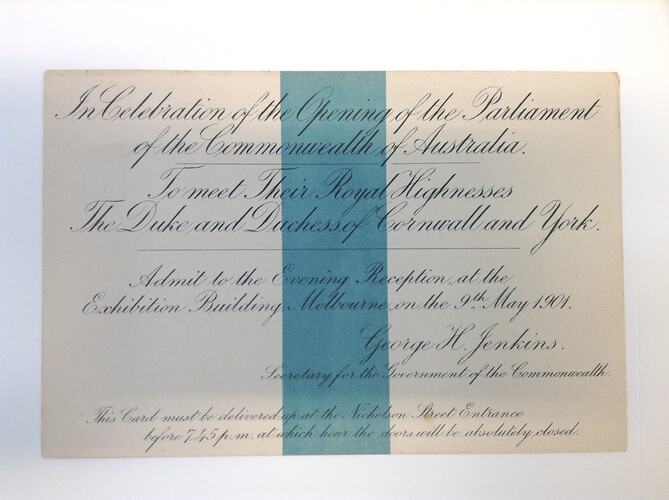 In Celebration of the Opening of the Parliament
of the Commonwealth of Australia.
To meet Their Royal Highnesses
The Duke and Duchess of Cornwall and York.
Admit to the Evening Reception, at the
Exhibition Building, Melbourne, on the 9th May 1901.
George H. Jenkins.
Secretary for the Government of the Commonwealth.
This Card must be delivered up at the Nicholson Street Entrance
before 7,45 p.m. at which hour the doors will be absolutely closed.